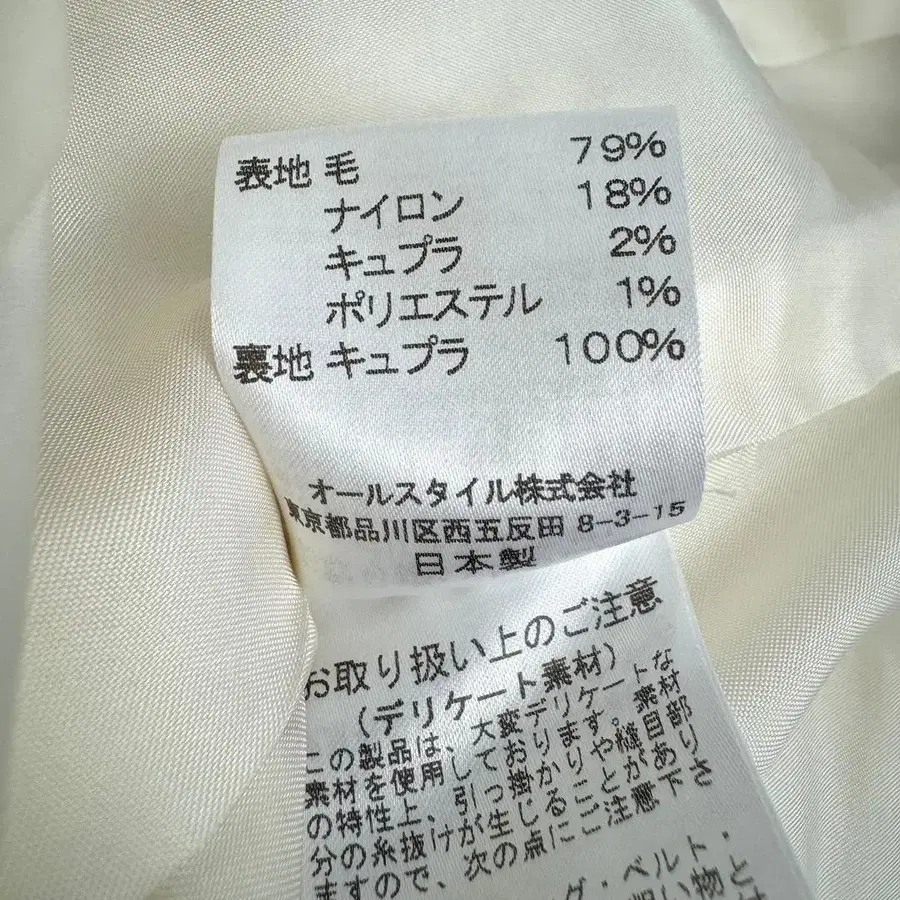 表地 毛 79%
ナイロン 18%
キュプラ 2%
ポリエステル 1%
裏地 キュプラ 100%
オールスタイル株式会社
東京都品川区西五反田 8-3-15
日本製
お取り扱い上のご注意
(デリケート素材)
この製品は、大変デリケートな
素材を使用しております。素材
の特性上、引っ掛かりや縫目部
分の糸抜けが生じることがあり
ますので、次の点にご注意下さ
グ・ベルト・
物と